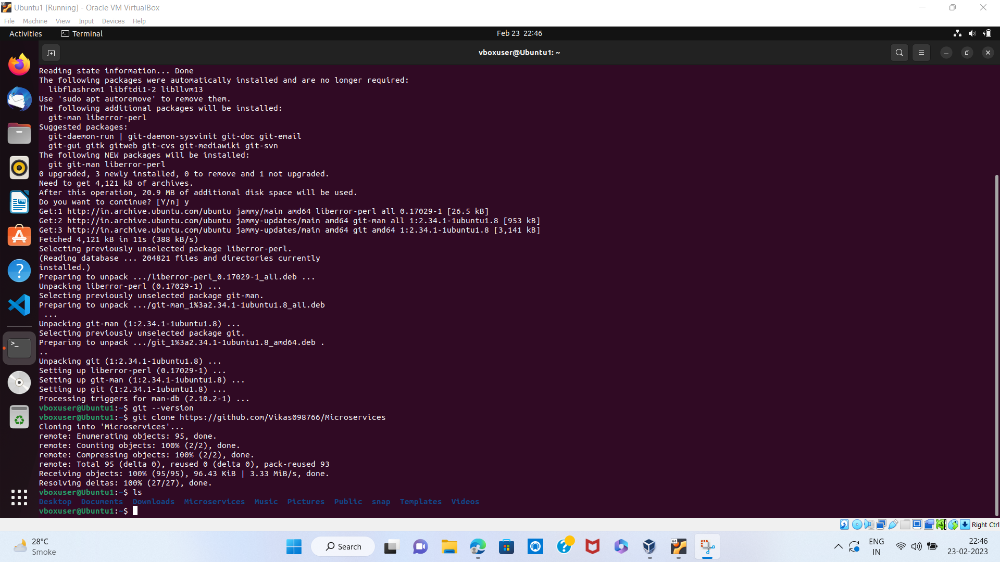 Ubuntu1 [Running] - Oracle VM VirtualBox
File Machine View Input Devices Help
Activities Terminal Feb 23 22:46
vboxuser@Ubuntu1: ~
Reading state information... Done
The following packages were automatically installed and are no longer required:
  libflashrom1 libftdi1-2 libllvm13
Use 'sudo apt autoremove' to remove them.
The following additional packages will be installed:
  git-man liberror-perl
Suggested packages:
  git-daemon-run | git-daemon-sysvinit git-doc git-email
  git-gui gitk gitweb git-cvs git-mediawiki git-svn
The following NEW packages will be installed:
  git git-man liberror-perl
0 upgraded, 3 newly installed, 0 to remove and 1 not upgraded.
Need to get 4,121 kB of archives.
After this operation, 20.9 MB of additional disk space will be used.
Do you want to continue? [Y/n] y
Get:1 http://in.archive.ubuntu.com/ubuntu jammy/main amd64 liberror-perl all 0.17029-1 [26.5 kB]
Get:2 http://in.archive.ubuntu.com/ubuntu jammy-updates/main amd64 git-man all 1:2.34.1-1ubuntu1.8 [953 kB]
Get:3 http://in.archive.ubuntu.com/ubuntu jammy-updates/main amd64 git amd64 1:2.34.1-1ubuntu1.8 [3,141 kB]
Fetched 4,121 kB in 11s (388 kB/s)
Selecting previously unselected package liberror-perl.
(Reading database ... 204821 files and directories currently
installed.)
Preparing to unpack .../liberror-perl_0.17029-1_all.deb ...
Unpacking liberror-perl (0.17029-1) ...
Selecting previously unselected package git-man.
Preparing to unpack .../git-man_1%3a2.34.1-1ubuntu1.8_all.deb
 ...
Unpacking git-man (1:2.34.1-1ubuntu1.8) ...
Selecting previously unselected package git.
Preparing to unpack .../git_1%3a2.34.1-1ubuntu1.8_amd64.deb .
..
Unpacking git (1:2.34.1-1ubuntu1.8) ...
Setting up liberror-perl (0.17029-1) ...
Setting up git-man (1:2.34.1-1ubuntu1.8) ...
Setting up git (1:2.34.1-1ubuntu1.8) ...
Processing triggers for man-db (2.10.2-1) ...
vboxuser@Ubuntu1:~$ git --version
vboxuser@Ubuntu1:~$ git clone https://github.com/Vikas098766/Microservices
Cloning into 'Microservices'...
remote: Enumerating objects: 95, done.
remote: Counting objects: 100% (2/2), done.
remote: Compressing objects: 100% (2/2), done.
remote: Total 95 (delta 0), reused 0 (delta 0), pack-reused 93
Receiving objects: 100% (95/95), 96.43 KiB | 3.33 MiB/s, done.
Resolving deltas: 100% (27/27), done.
vboxuser@Ubuntu1:~$ ls
Desktop  Documents  Downloads  Microservices  Music  Pictures  Public  snap  Templates  Videos
vboxuser@Ubuntu1:~$
Right Ctrl
28°C
Smoke
Search
ENG
IN
22:46
23-02-2023